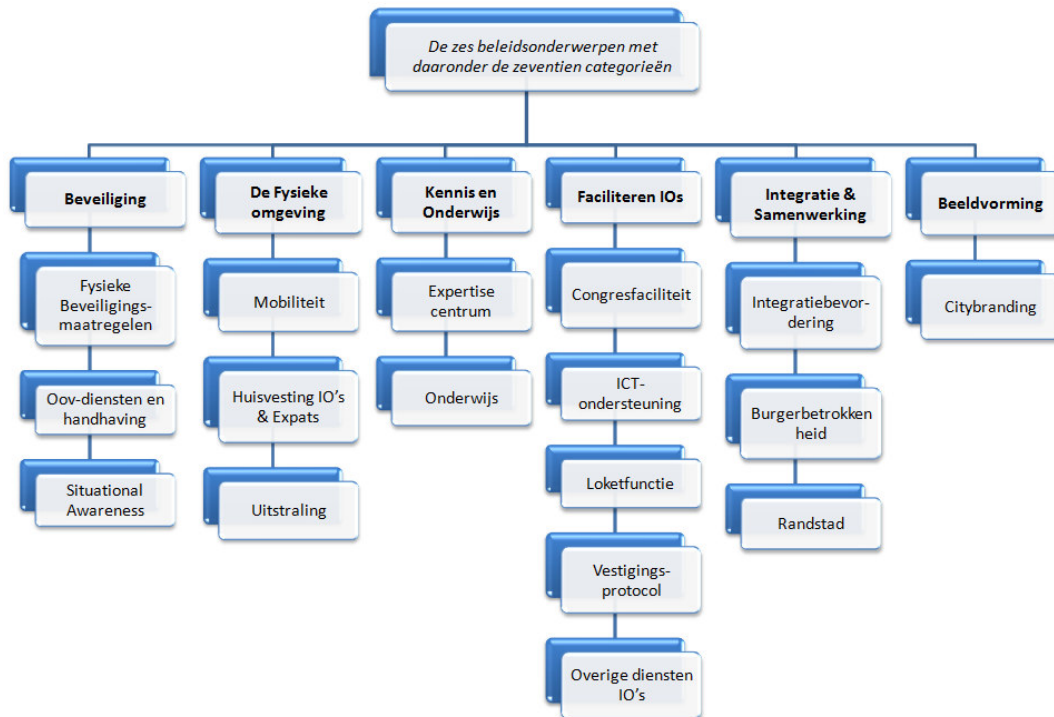 De zes beleidsonderwerpen met
daaronder de zeventien categorieën
Beveiliging
Fysieke
Beveiligings-
maatregelen
Oov-diensten en
handhaving
Situational
Awareness
De Fysieke
omgeving
Mobiliteit
Huisvesting IO’s
& Expats
Uitstraling
Kennis en
Onderwijs
Expertise
centrum
Onderwijs
Faciliteren IOs
Congresfaciliteit
ICT-
ondersteuning
Loketfunctie
Vestigings-
protocol
Overige diensten
IO’s
Integratie &
Samenwerking
Integratiebevor-
dering
Burgerbetrokken
heid
Randstad
Beeldvorming
Citybranding